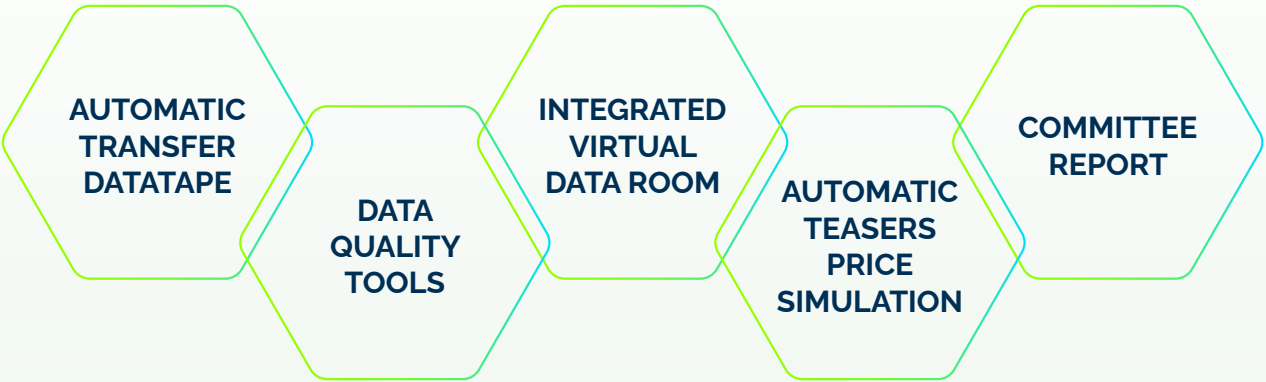 AUTOMATIC
TRANSFER
DATATAPE
DATA
QUALITY
TOOLS
INTEGRATED
VIRTUAL
DATA ROOM
AUTOMATIC
TEASERS
PRICE
SIMULATION
COMMITTEE
REPORT